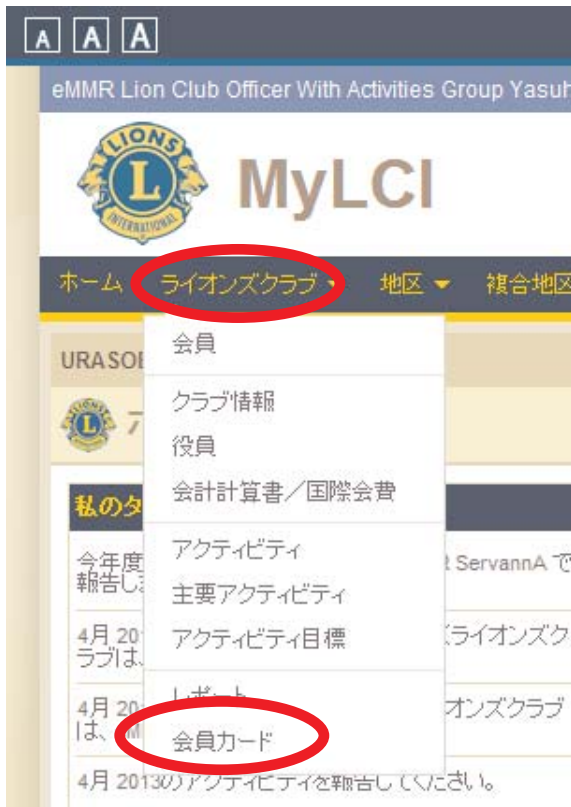 A A A
eMMR Lion Club Officer With Activities Group Yasuh
LIONS
L
INTERNATIONAL
MyLCI
ホーム ライオンズクラブ 地区 複合地区
URASOE
会員
クラブ情報
役員
会計計算書／国際会費
アクティビティ
主要アクティビティ
アクティビティ目標
レポート
会員カード
私のタ
今年度 ServannA で
報告し
4月 20 ライオンズク
ラブは、
4月 20 オンズクラブ
は、
4月 2013のアクティビティを報告してください。